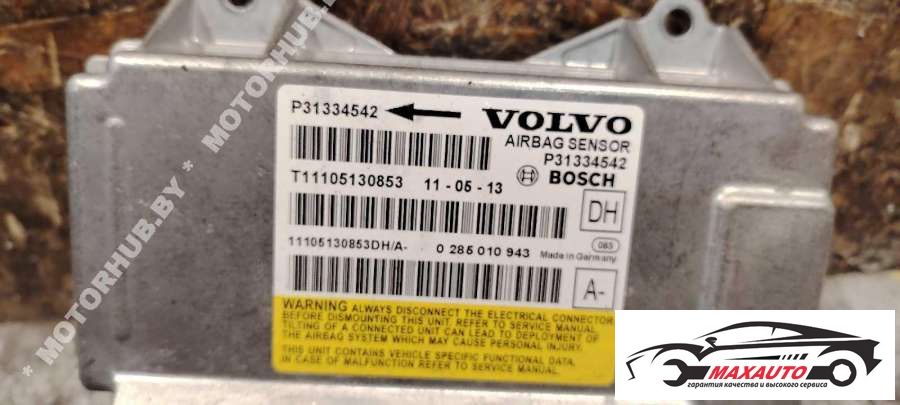 P31334542
VOLVO
AIRBAG SENSOR
P31334542
T11105130853 11-05-13
BOSCH
DH
11105130853DH/A- 0 285 010 943
083
Made in Germany
A-
WARNING ALWAYS DISCONNECT THE ELECTRICAL CONNECTOR
BEFORE DISMOUNTING THIS UNIT. REFER TO SERVICE MANUAL
TILTING OF A CONNECTED UNIT CAN LEAD TO DEPLOYMENT OF
THE AIRBAG SYSTEM WHICH MAY CAUSE PERSONAL INJURY.
THIS UNIT CONTAINS VEHICLE SPECIFIC FUNCTIONAL DATA.
IN CASE OF MALFUNCTION REFER TO SERVICE MANUAL.
* MOTORHUB.BY * MOTORHUB.BY
MAXAUTO
гарантия качества и высокого сервиса